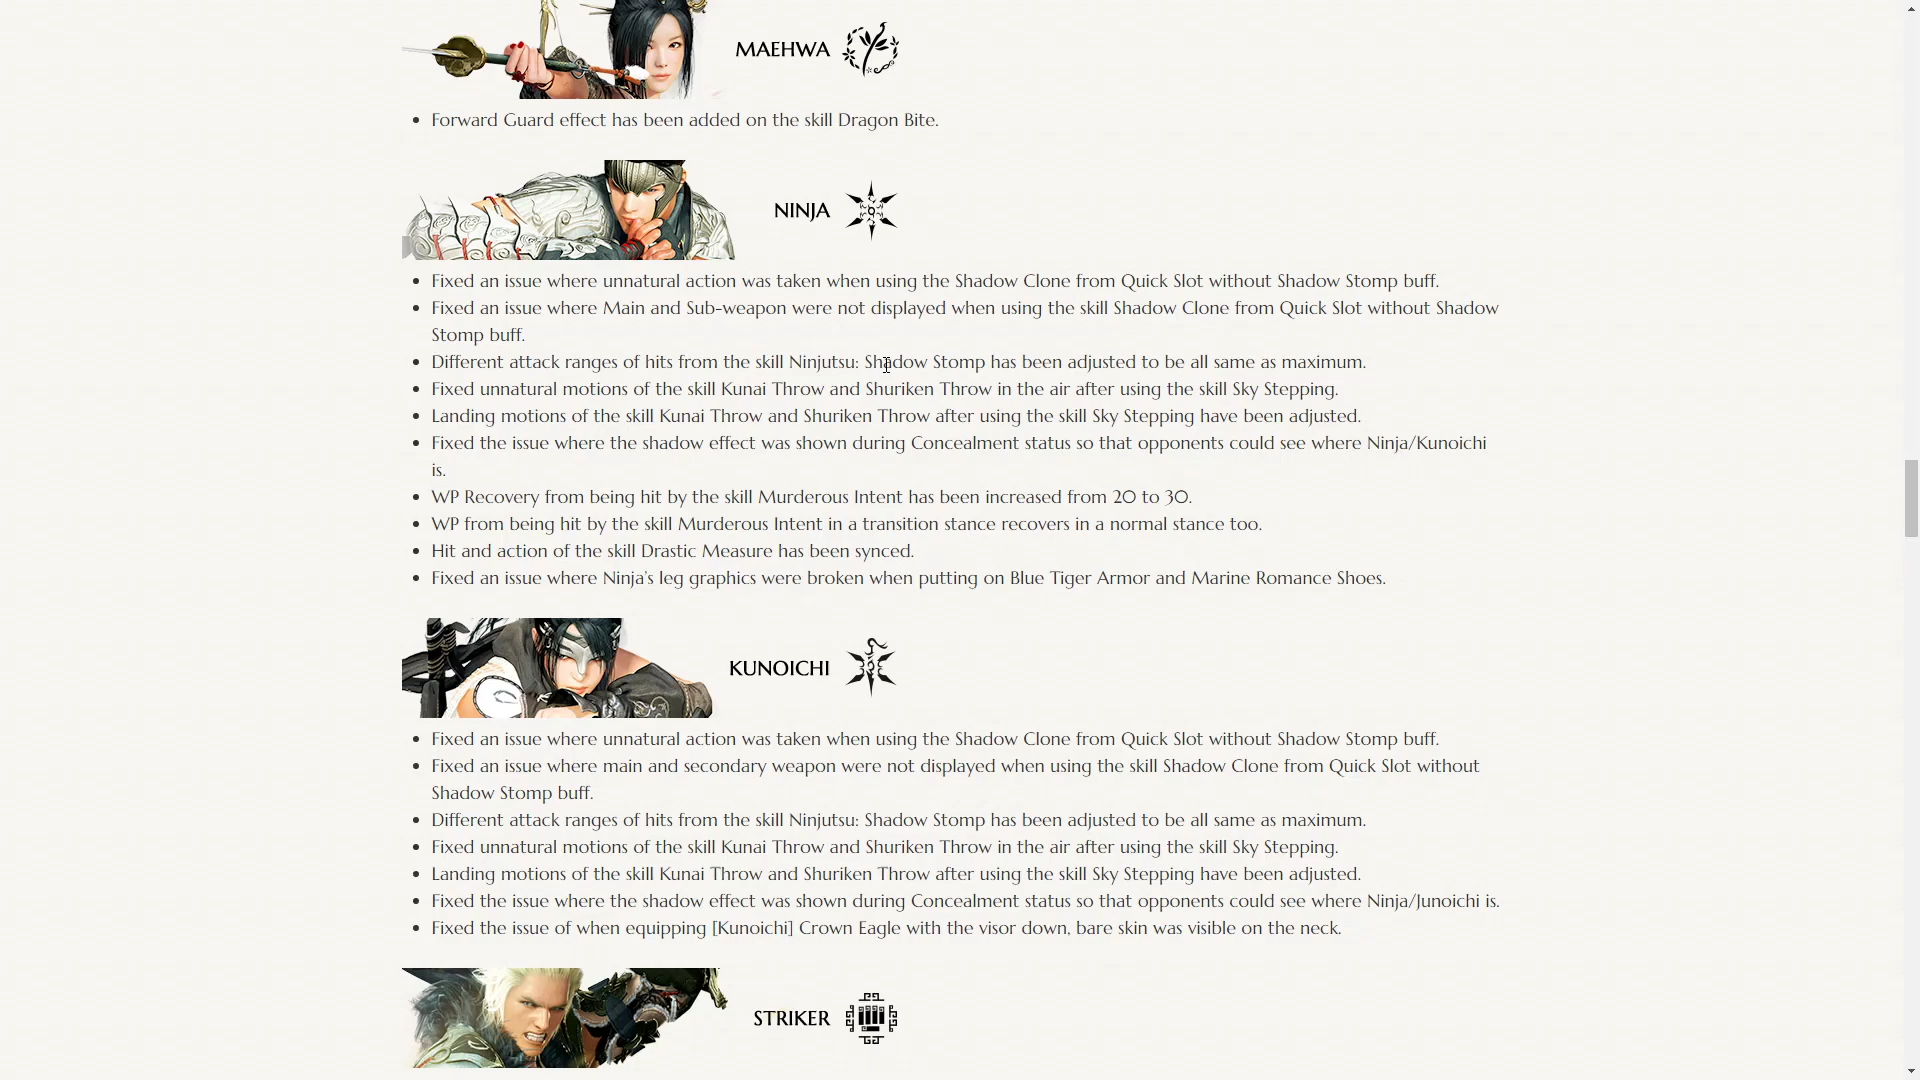 MAEHWA
• Forward Guard effect has been added on the skill Dragon Bite.
NINJA
• Fixed an issue where unnatural action was taken when using the Shadow Clone from Quick Slot without Shadow Stomp buff.
• Fixed an issue where Main and Sub-weapon were not displayed when using the skill Shadow Clone from Quick Slot without Shadow
Stomp buff.
• Different attack ranges of hits from the skill Ninjutsu: Shadow Stomp has been adjusted to be all same as maximum.
• Fixed unnatural motions of the skill Kunai Throw and Shuriken Throw in the air after using the skill Sky Stepping.
• Landing motions of the skill Kunai Throw and Shuriken Throw after using the skill Sky Stepping have been adjusted.
• Fixed the issue where the shadow effect was shown during Concealment status so that opponents could see where Ninja/Kunoichi
is.
• WP Recovery from being hit by the skill Murderous Intent has been increased from 20 to 30.
• WP from being hit by the skill Murderous Intent in a transition stance recovers in a normal stance too.
• Hit and action of the skill Drastic Measure has been synced.
• Fixed an issue where Ninja's leg graphics were broken when putting on Blue Tiger Armor and Marine Romance Shoes.
KUNOICHI
• Fixed an issue where unnatural action was taken when using the Shadow Clone from Quick Slot without Shadow Stomp buff.
• Fixed an issue where main and secondary weapon were not displayed when using the skill Shadow Clone from Quick Slot without
Shadow Stomp buff.
• Different attack ranges of hits from the skill Ninjutsu: Shadow Stomp has been adjusted to be all same as maximum.
• Fixed unnatural motions of the skill Kunai Throw and Shuriken Throw in the air after using the skill Sky Stepping.
• Landing motions of the skill Kunai Throw and Shuriken Throw after using the skill Sky Stepping have been adjusted.
• Fixed the issue where the shadow effect was shown during Concealment status so that opponents could see where Ninja/Junoichi is.
• Fixed the issue of when equipping [Kunoichi] Crown Eagle with the visor down, bare skin was visible on the neck.
STRIKER